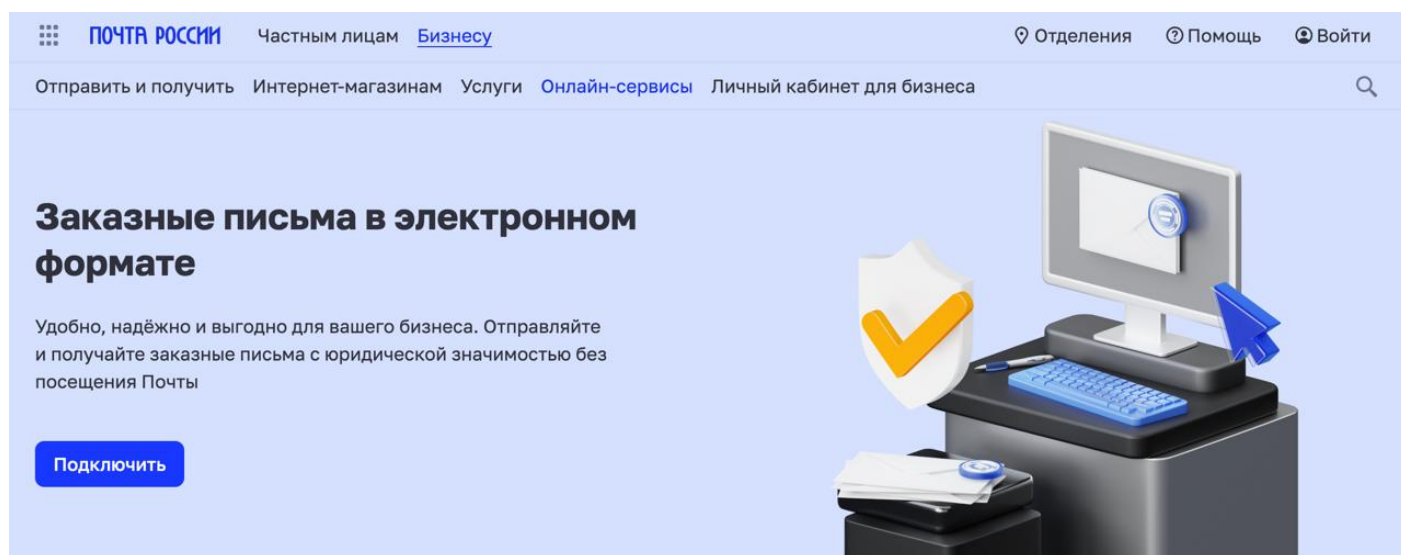 ПОЧТА РОССИИ Частным лицам Бизнесу Отделения Помощь Войти
Отправить и получить Интернет-магазинам Услуги Онлайн-сервисы Личный кабинет для бизнеса
Заказные письма в электронном
формате
Удобно, надёжно и выгодно для вашего бизнеса. Отправляйте
и получайте заказные письма с юридической значимостью без
посещения Почты
Подключить